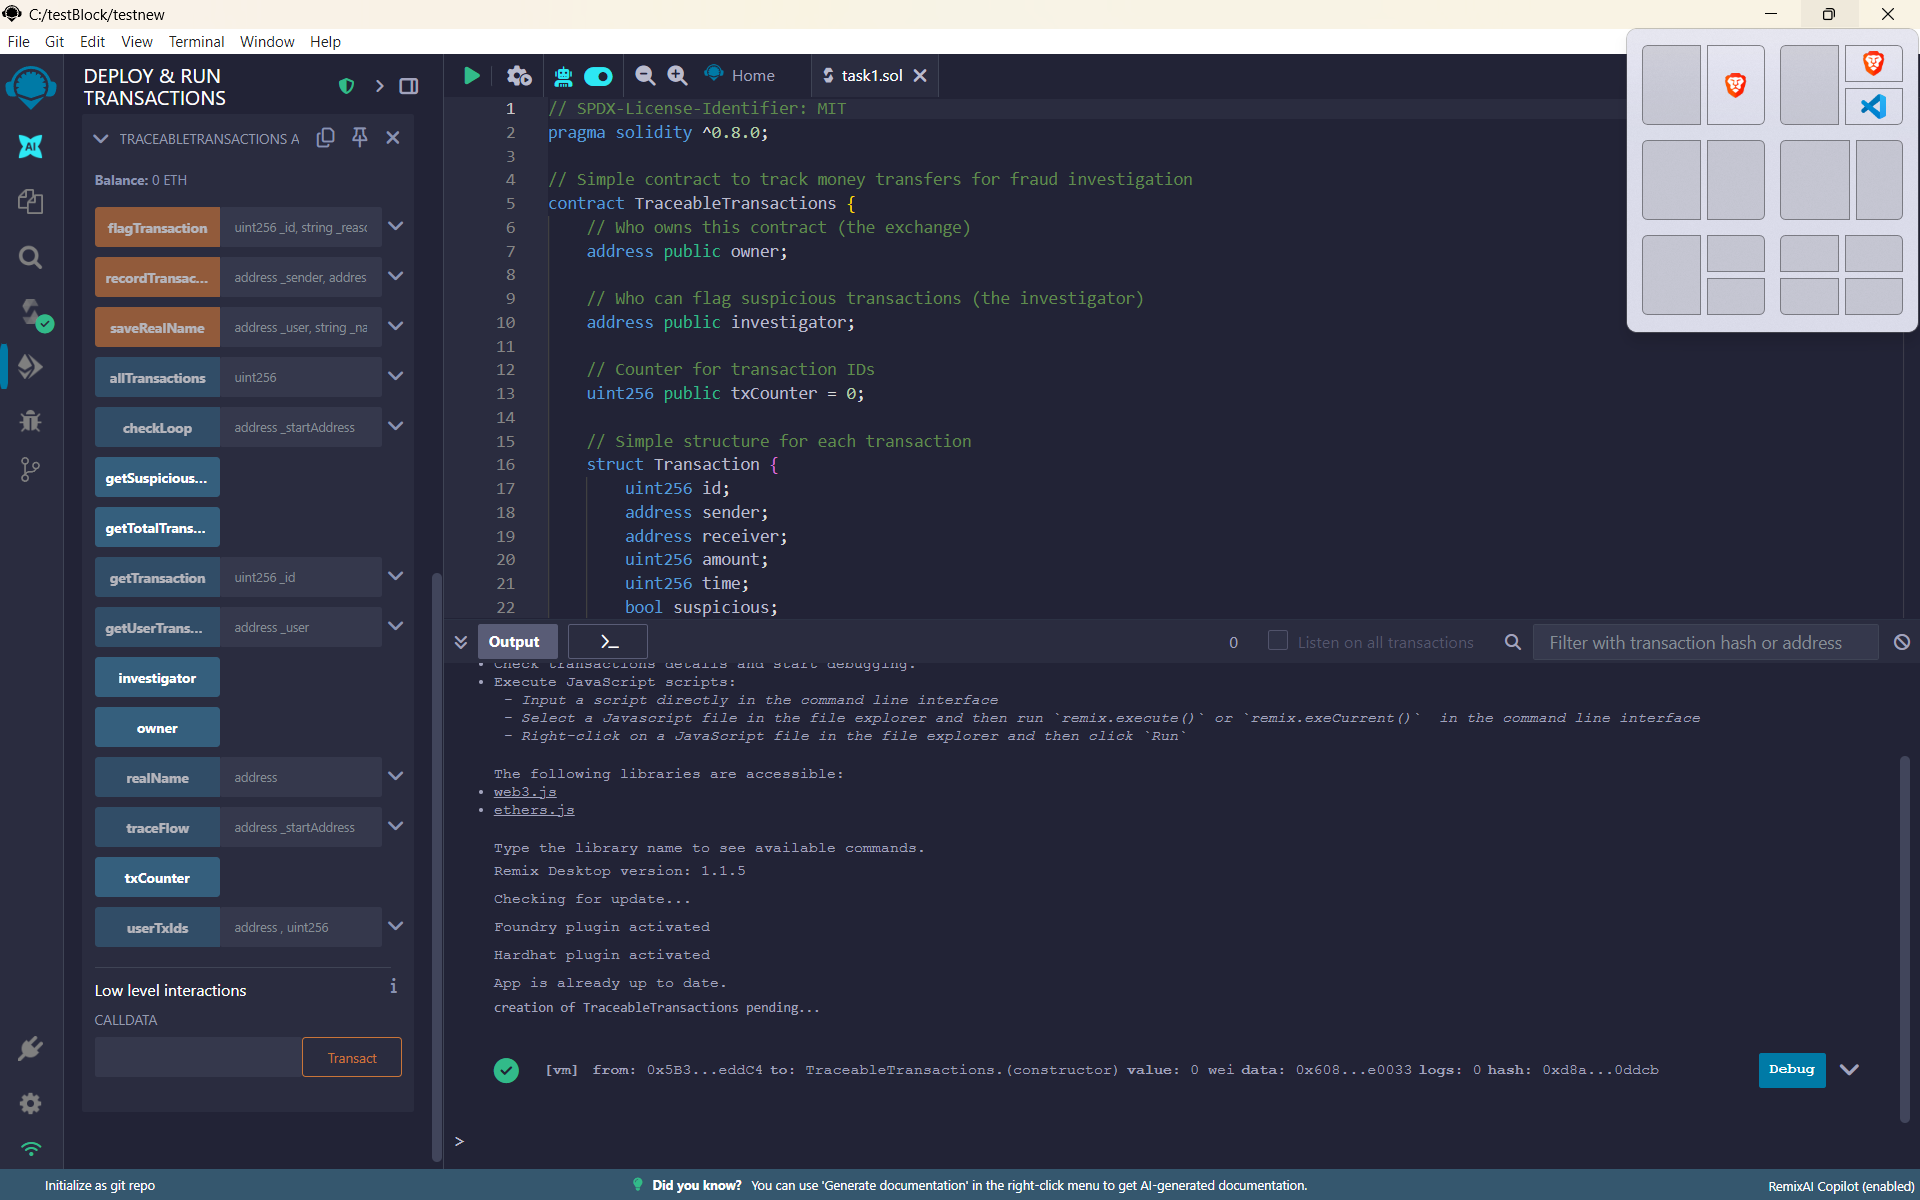 C:/testBlock/testnew
File Git Edit View Terminal Window Help
DEPLOY & RUN
TRANSACTIONS
TRACEABLETRANSACTIONS A
Balance: 0 ETH
flagTransaction uint256 _id, string _reasc
recordTransac... address _sender, addres
saveRealName address _user, string _na
allTransactions uint256
checkLoop address _startAddress
getSuspicious...
getTotalTrans...
getTransaction uint256 _id
getUserTrans... address _user
investigator
owner
realName address
traceFlow address _startAddress
txCounter
userTxIds address , uint256
Low level interactions
i
CALLDATA
Transact
Home
task1.sol
1 // SPDX-License-Identifier: MIT
2 pragma solidity ^0.8.0;
3
4 // Simple contract to track money transfers for fraud investigation
5 contract TraceableTransactions {
6 // Who owns this contract (the exchange)
7 address public owner;
8
9 // Who can flag suspicious transactions (the investigator)
10 address public investigator;
11
12 // Counter for transaction IDs
13 uint256 public txCounter = 0;
14
15 // Simple structure for each transaction
16 struct Transaction {
17 uint256 id;
18 address sender;
19 address receiver;
20 uint256 amount;
21 uint256 time;
22 bool suspicious;
Output >_ 0 Listen on all transactions Filter with transaction hash or address
• Check transactions details and start debugging.
• Execute JavaScript scripts:
- Input a script directly in the command line interface
- Select a Javascript file in the file explorer and then run `remix.execute()` or `remix.exeCurrent()` in the command line interface
- Right-click on a JavaScript file in the file explorer and then click `Run`
The following libraries are accessible:
• web3.js
• ethers.js
Type the library name to see available commands.
Remix Desktop version: 1.1.5
Checking for update...
Foundry plugin activated
Hardhat plugin activated
App is already up to date.
creation of TraceableTransactions pending...
[vm] from: 0x5B3...eddC4 to: TraceableTransactions.(constructor) value: 0 wei data: 0x608...e0033 logs: 0 hash: 0xd8a...0ddcb
Debug
>
AI
Initialize as git repo
Did you know? You can use 'Generate documentation' in the right-click menu to get AI-generated documentation.
RemixAI Copilot (enabled)